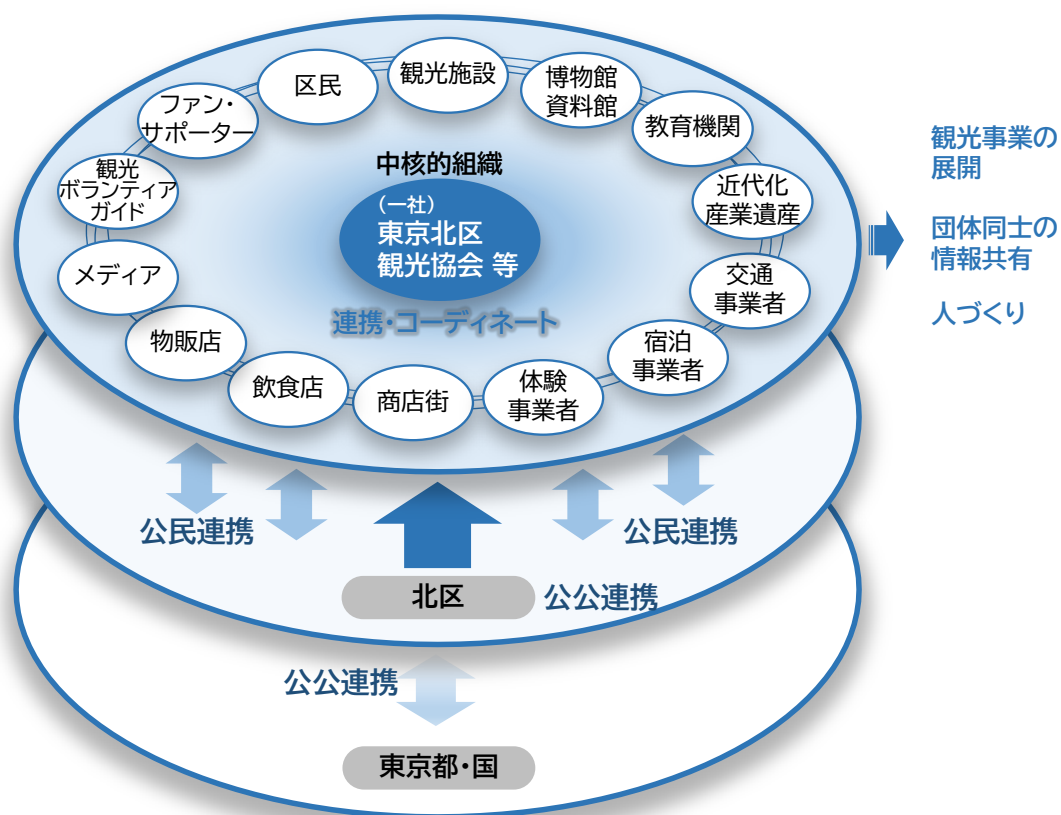 区民
観光施設
博物館
資料館
ファン・
サポーター
教育機関
観光
ボランティア
ガイド
近代化
産業遺産
メディア
交通
事業者
物販店
宿泊
事業者
飲食店
商店街
体験
事業者
中核的組織
（一社）
東京北区
観光協会 等
連携・コーディネート
観光事業の
展開
団体同士の
情報共有
人づくり
公民連携
公民連携
北区
公公連携
公公連携
東京都・国